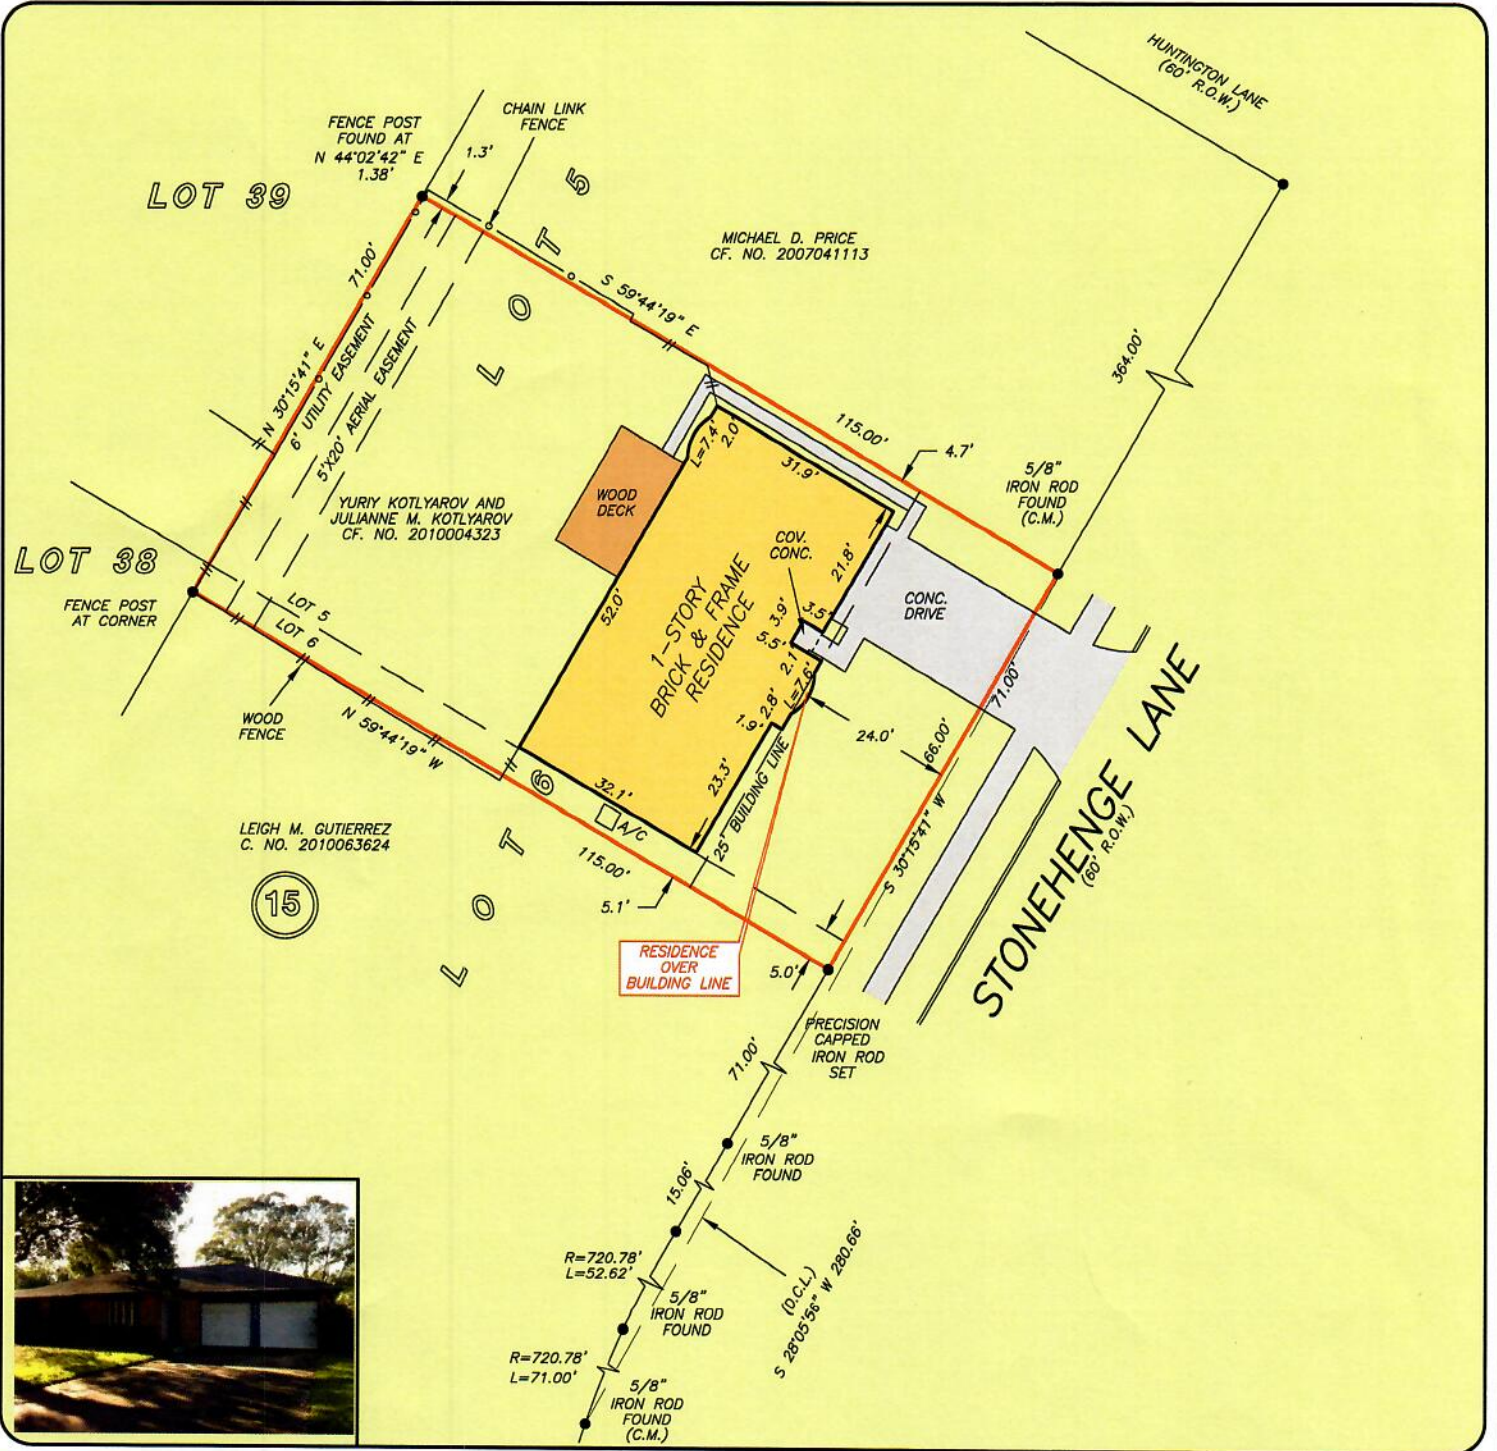 HUNTINGTON LANE
(60' R.O.W.)
CHAIN LINK
FENCE
FENCE POST
FOUND AT
N 44°02'42" E
1.38'
1.3'
LOT 39
LOT 5
MICHAEL D. PRICE
CF. NO. 2007041113
71.00'
S 59°44'19" E
364.00'
N 30°15'41" E
6' UTILITY EASEMENT
5'X20' AERIAL EASEMENT
115.00'
4.7'
5/8"
IRON ROD
FOUND
(C.M.)
L=7.4'
2.0'
31.9'
WOOD
DECK
YURIY KOTLYAROV AND
JULIANNE M. KOTLYAROV
CF. NO. 2010004323
COV.
CONC.
21.8'
LOT 38
FENCE POST
AT CORNER
LOT 5
LOT 6
52.0'
1-STORY
BRICK & FRAME
RESIDENCE
3.9'
3.5'
5.5'
2.1'
L=7.6'
2.8'
1.9'
CONC.
DRIVE
71.00'
WOOD
FENCE
N 59°44'19" W
24.0'
66.00'
23.3'
25' BUILDING LINE
32.1'
A/C
S 30°15'41" W
STONEHENGE LANE
(60' R.O.W.)
LEIGH M. GUTIERREZ
C. NO. 2010063624
15
LOT 6
115.00'
5.1'
RESIDENCE
OVER
BUILDING LINE
5.0'
PRECISION
CAPPED
IRON ROD
SET
71.00'
5/8"
IRON ROD
FOUND
15.06'
R=720.78'
L=52.62'
5/8"
IRON ROD
FOUND
(D.C.L.)
S 28°05'56" W 280.66'
R=720.78'
L=71.00'
5/8"
IRON ROD
FOUND
(C.M.)